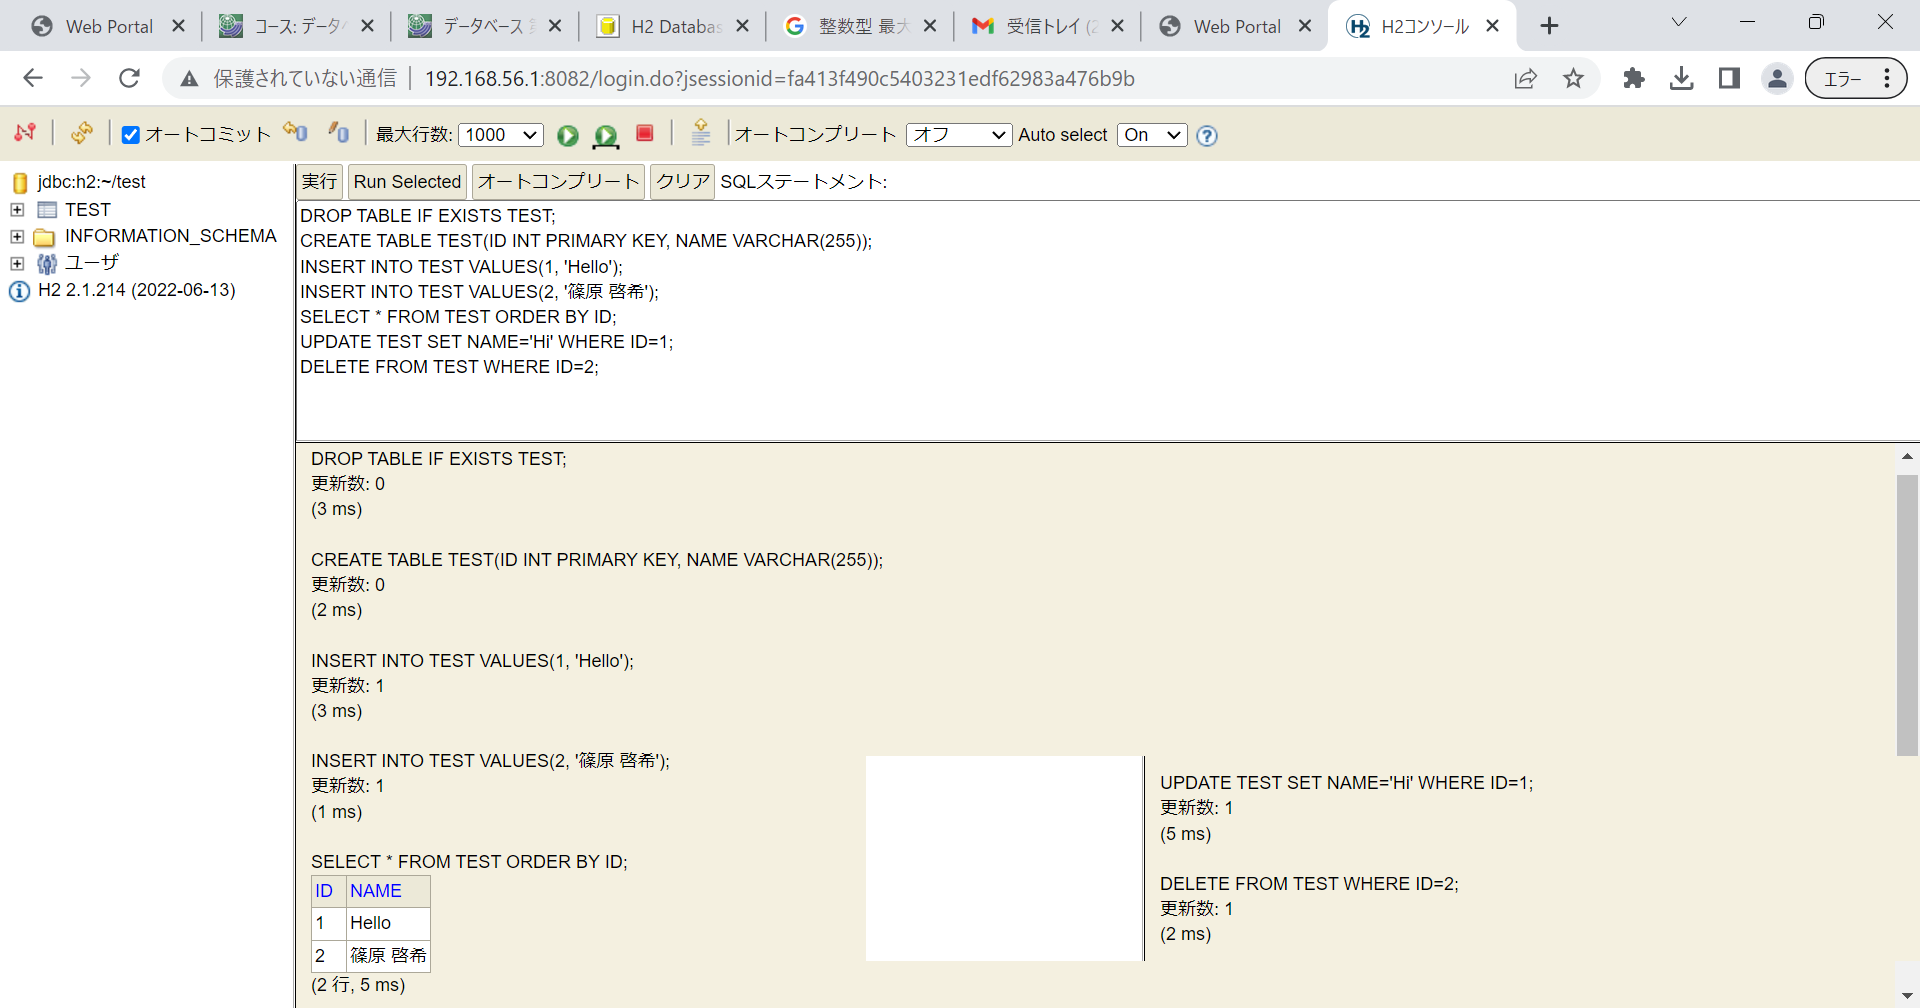 Web Portal
コース: データベ
データベース 第
H2 Databas
整数型 最大
受信トレイ (2
Web Portal
H2コンソール
保護されていない通信
192.168.56.1:8082/login.do?jsessionid=fa413f490c5403231edf62983a476b9b
エラー
オートコミット
最大行数: 1000
オートコンプリート オフ
Auto select On
jdbc:h2:~/test
TEST
INFORMATION_SCHEMA
ユーザ
H2 2.1.214 (2022-06-13)
実行 Run Selected オートコンプリート クリア SQLステートメント:
DROP TABLE IF EXISTS TEST;
CREATE TABLE TEST(ID INT PRIMARY KEY, NAME VARCHAR(255));
INSERT INTO TEST VALUES(1, 'Hello');
INSERT INTO TEST VALUES(2, '篠原 啓希');
SELECT * FROM TEST ORDER BY ID;
UPDATE TEST SET NAME='Hi' WHERE ID=1;
DELETE FROM TEST WHERE ID=2;
DROP TABLE IF EXISTS TEST;
更新数: 0
(3 ms)
CREATE TABLE TEST(ID INT PRIMARY KEY, NAME VARCHAR(255));
更新数: 0
(2 ms)
INSERT INTO TEST VALUES(1, 'Hello');
更新数: 1
(3 ms)
INSERT INTO TEST VALUES(2, '篠原 啓希');
更新数: 1
(1 ms)
SELECT * FROM TEST ORDER BY ID;
ID NAME
1 Hello
2 篠原 啓希
(2 行, 5 ms)
UPDATE TEST SET NAME='Hi' WHERE ID=1;
更新数: 1
(5 ms)
DELETE FROM TEST WHERE ID=2;
更新数: 1
(2 ms)